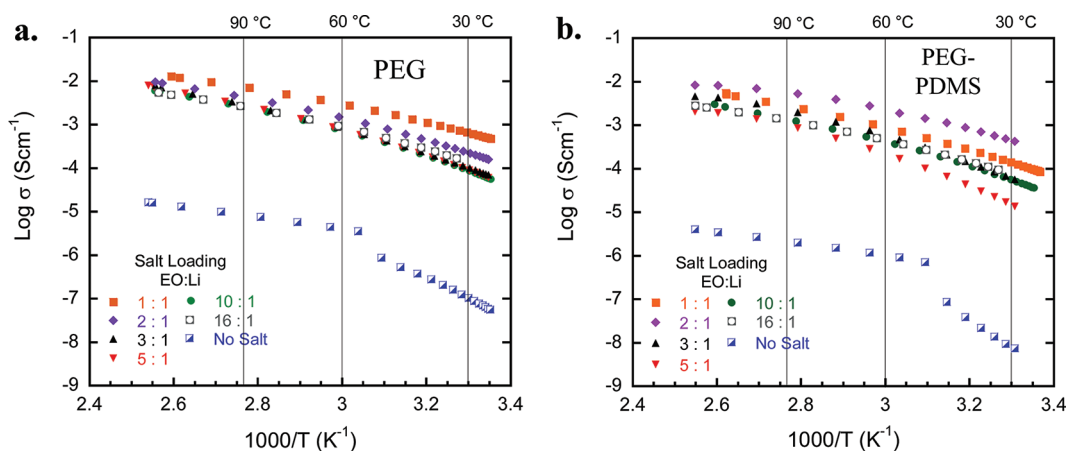 a.
90 °C 60 °C 30 °C
PEG
Log σ (Scm⁻¹)
-1
-2
-3
-4
-5
-6
-7
-8
-9
Salt Loading
EO:Li
1 : 1 10 : 1
2 : 1 16 : 1
3 : 1 No Salt
5 : 1
2.4 2.6 2.8 3 3.2 3.4
1000/T (K⁻¹)
b.
90 °C 60 °C 30 °C
PEG-
PDMS
Log σ (Scm⁻¹)
-1
-2
-3
-4
-5
-6
-7
-8
-9
Salt Loading
EO:Li
1 : 1 10 : 1
2 : 1 16 : 1
3 : 1 No Salt
5 : 1
2.4 2.6 2.8 3 3.2 3.4
1000/T (K⁻¹)